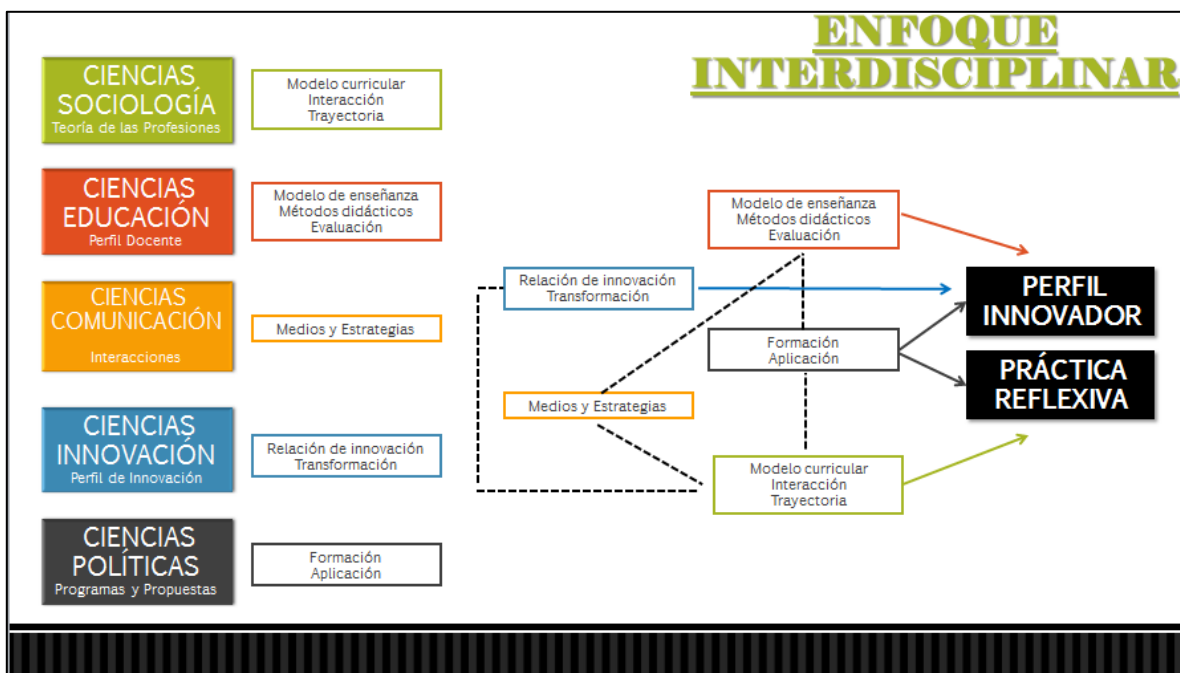 ENFOQUE
INTERDISCIPLINAR
CIENCIAS
SOCIOLOGÍA
Teoría de las Profesiones
Modelo curricular
Interacción
Trayectoria
CIENCIAS
EDUCACIÓN
Perfil Docente
Modelo de enseñanza
Métodos didácticos
Evaluación
CIENCIAS
COMUNICACIÓN
Interacciones
Medios y Estrategias
CIENCIAS
INNOVACIÓN
Perfil de Innovación
Relación de innovación
Transformación
CIENCIAS
POLÍTICAS
Programas y Propuestas
Formación
Aplicación
Modelo de enseñanza
Métodos didácticos
Evaluación
Relación de innovación
Transformación
Formación
Aplicación
Medios y Estrategias
Modelo curricular
Interacción
Trayectoria
PERFIL
INNOVADOR
PRÁCTICA
REFLEXIVA